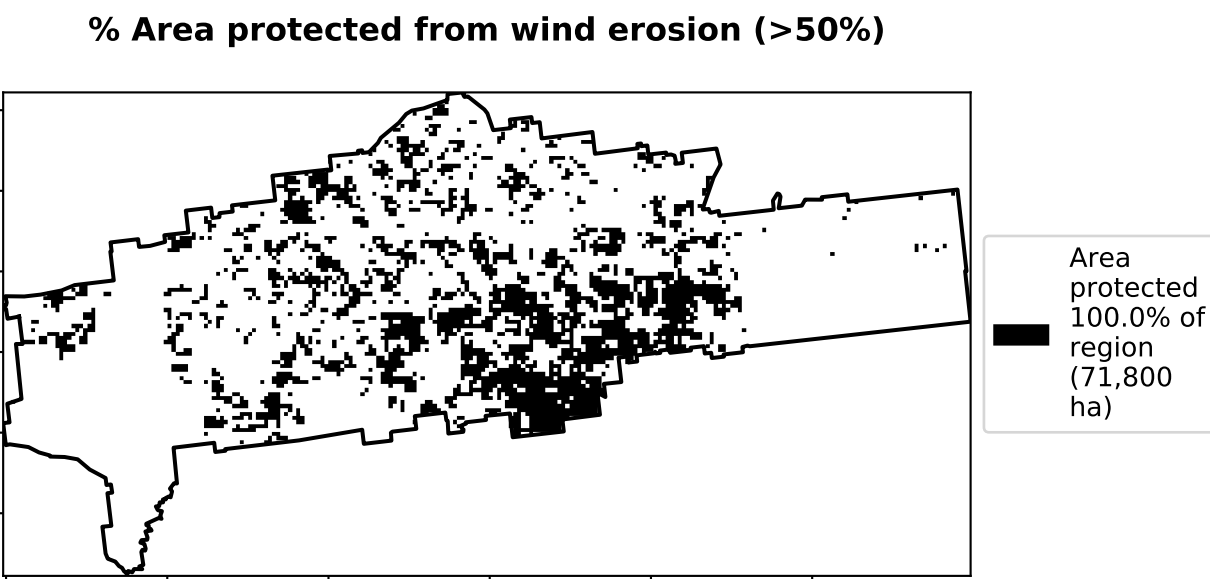 % Area protected from wind erosion (>50%)
Area
protected
100.0% of
region
(71,800
ha)